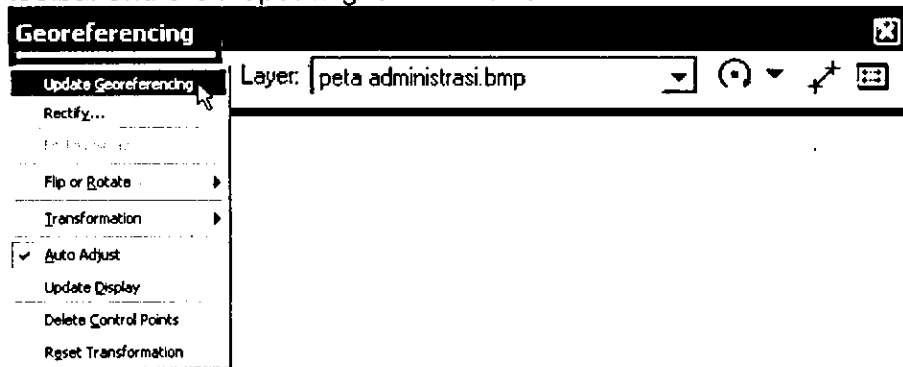 Georeferencing
Layer: peta administrasi.bmp
Update Georeferencing
Rectify...
Flip or Rotate
Transformation
Auto Adjust
Update Display
Delete Control Points
Reset Transformation